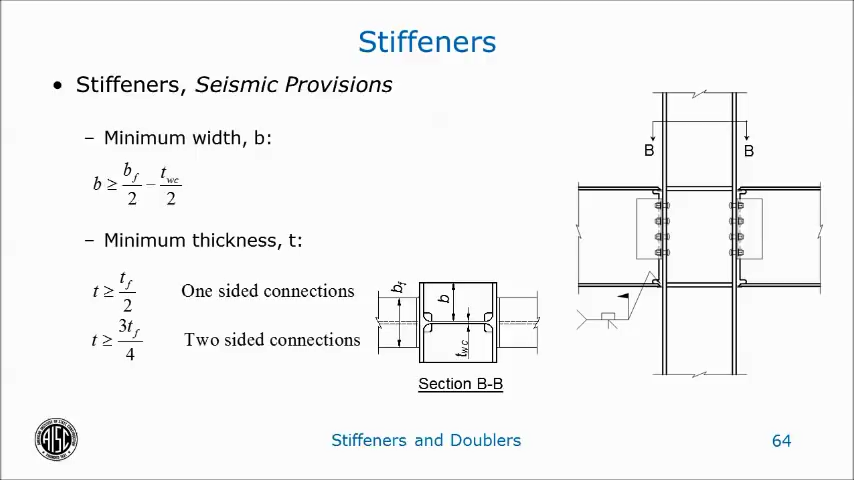 Stiffeners
• Stiffeners, Seismic Provisions
– Minimum width, b:
b ≥ b_f/2 − t_wc/2
– Minimum thickness, t:
t ≥ t_f/2 One sided connections
t ≥ 3t_f/4 Two sided connections
B B
b_f
b
t_wc
Section B-B
AISC
Stiffeners and Doublers
64